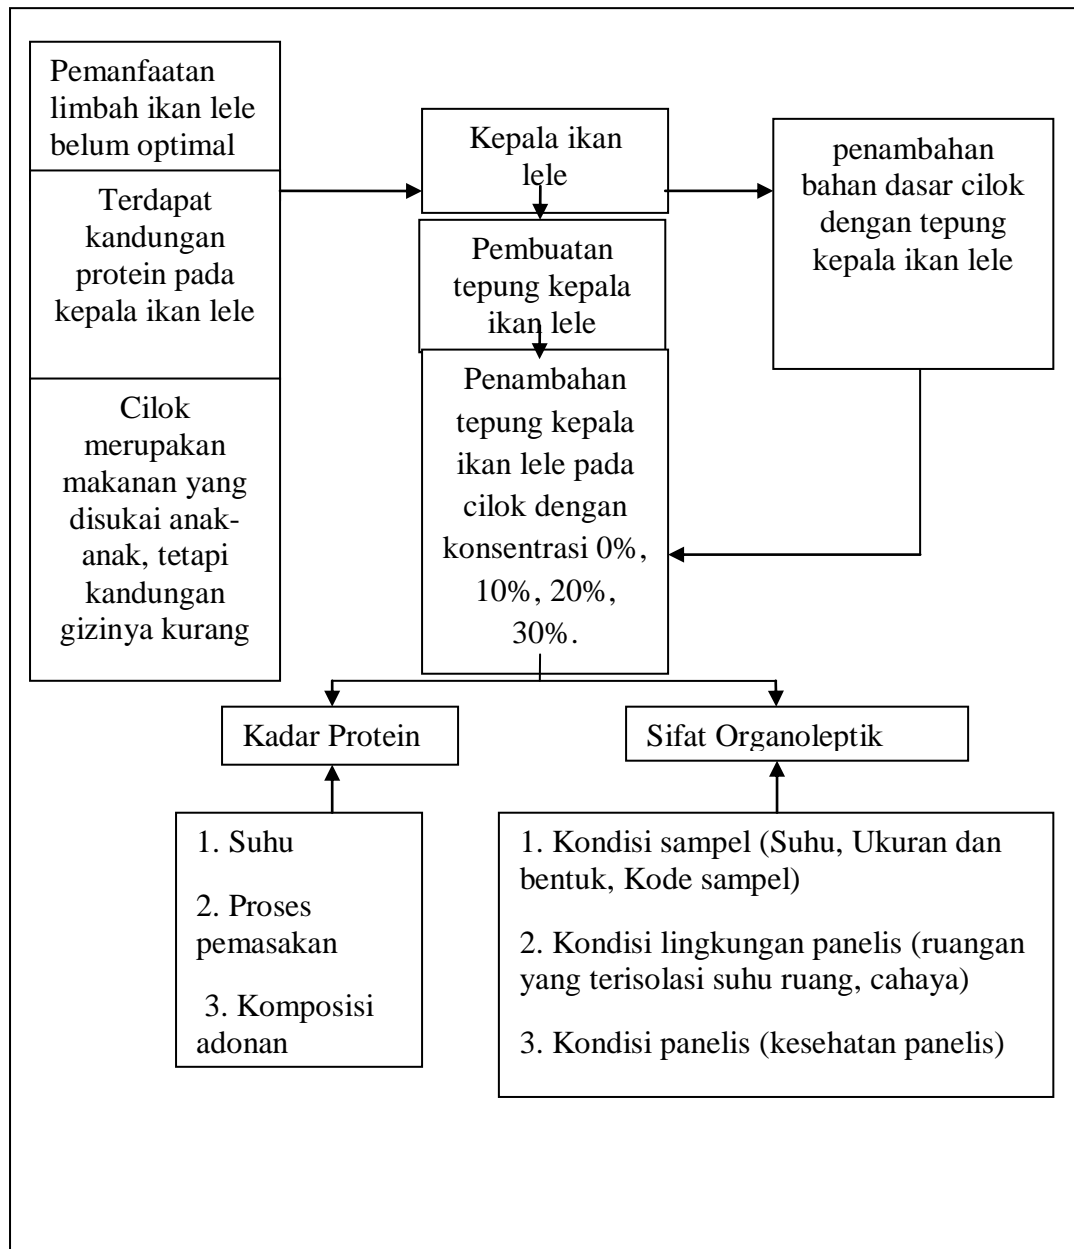 Pemanfaatan
limbah ikan lele
belum optimal
Terdapat
kandungan
protein pada
kepala ikan lele
Cilok
merupakan
makanan yang
disukai anak-
anak, tetapi
kandungan
gizinya kurang
Kepala ikan
lele
Pembuatan
tepung kepala
ikan lele
Penambahan
tepung kepala
ikan lele pada
cilok dengan
konsentrasi 0%,
10%, 20%,
30%.
penambahan
bahan dasar cilok
dengan tepung
kepala ikan lele
Kadar Protein
Sifat Organoleptik
1. Suhu
2. Proses
pemasakan
3. Komposisi
adonan
1. Kondisi sampel (Suhu, Ukuran dan
bentuk, Kode sampel)
2. Kondisi lingkungan panelis (ruangan
yang terisolasi suhu ruang, cahaya)
3. Kondisi panelis (kesehatan panelis)